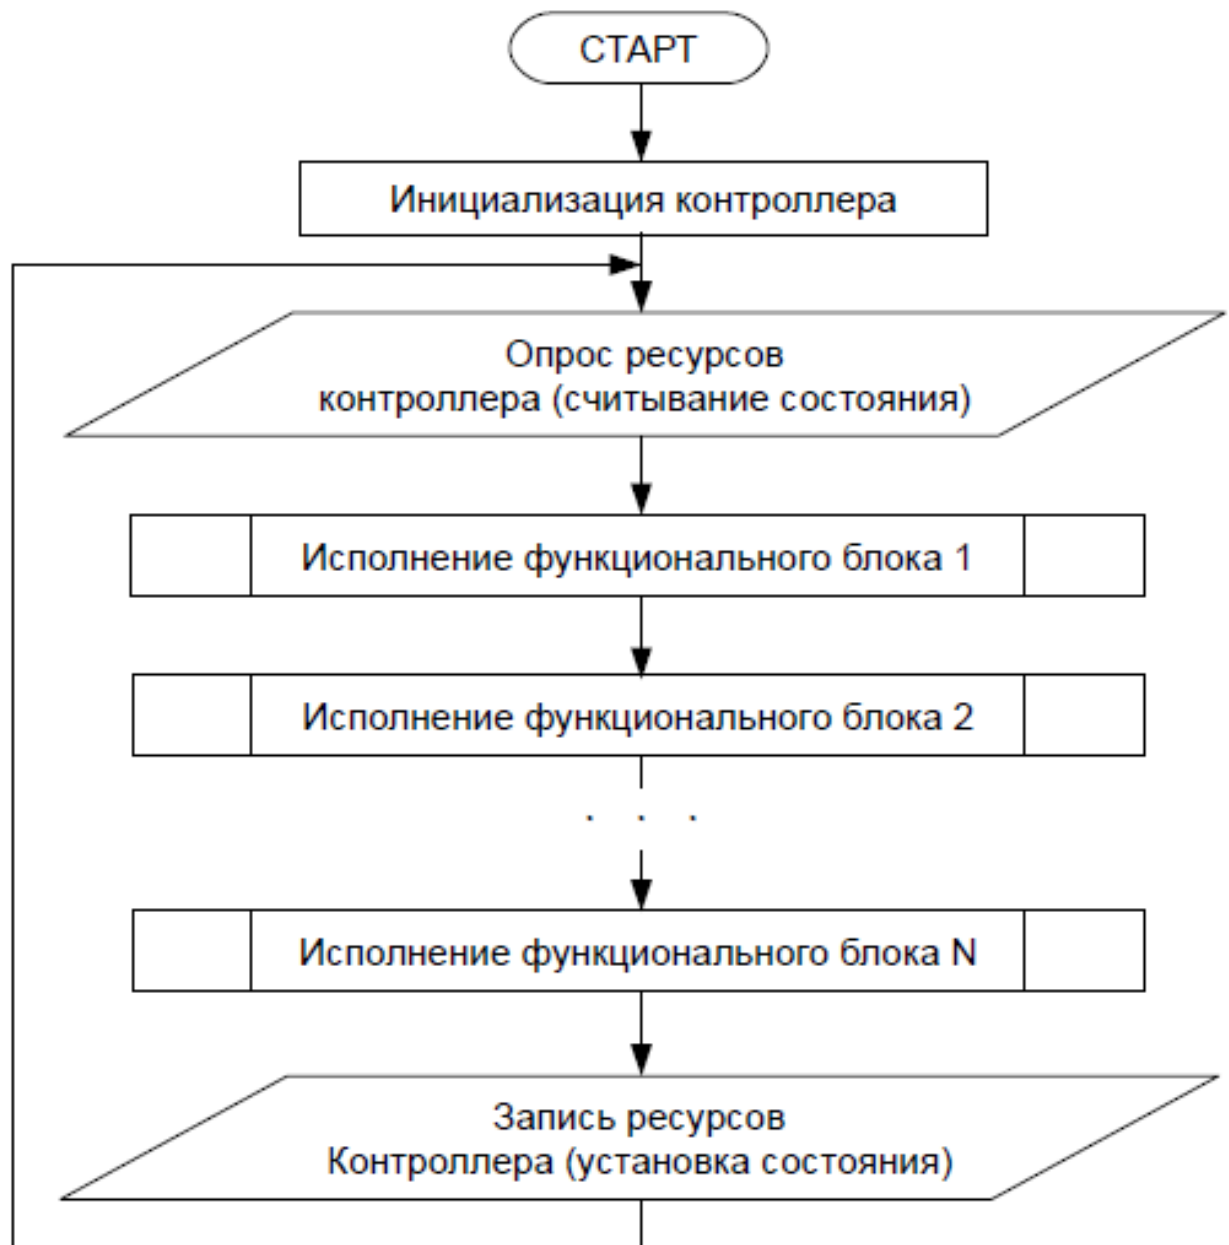 СТАРТ
Инициализация контроллера
Опрос ресурсов
контроллера (считывание состояния)
Исполнение функционального блока 1
Исполнение функционального блока 2
. . .
Исполнение функционального блока N
Запись ресурсов
Контроллера (установка состояния)